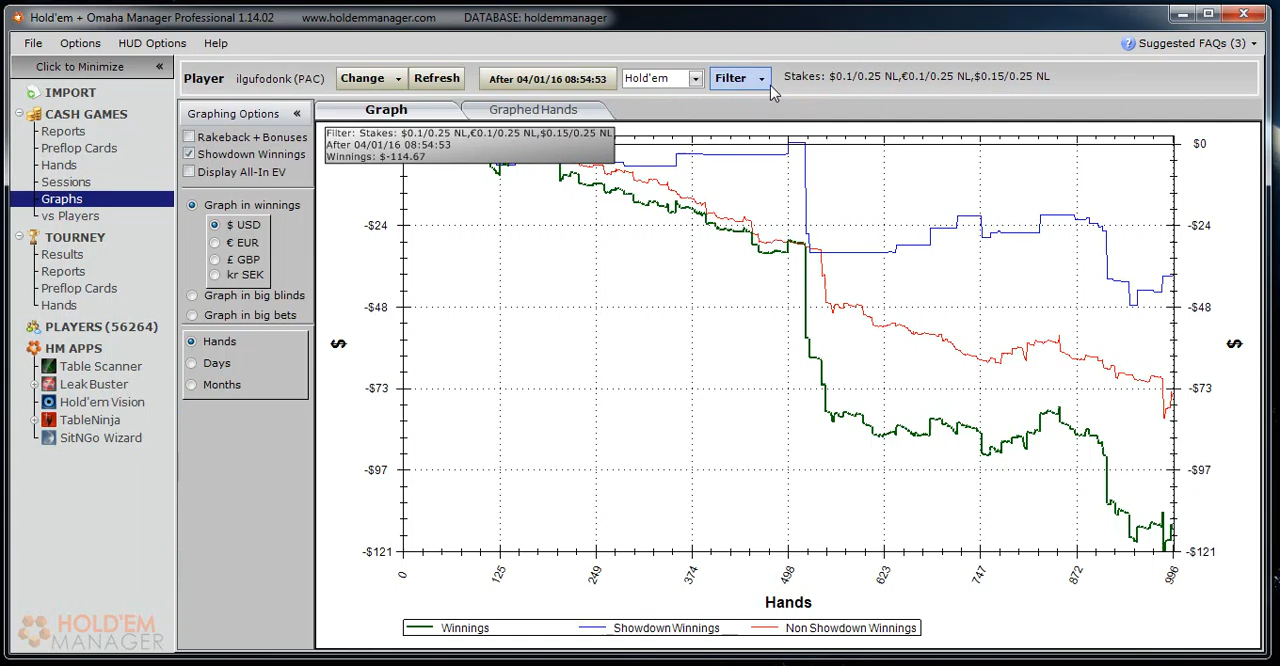 Hold'em + Omaha Manager Professional 1.14.02 www.holdemmanager.com DATABASE: holdemmanager
File Options HUD Options Help
Suggested FAQs (3)
Click to Minimize «
Player ilgufodonk (PAC) Change Refresh After 04/01/16 08:54:53 Hold'em Filter Stakes: $0.1/0.25 NL,€0.1/0.25 NL,$0.15/0.25 NL
IMPORT
CASH GAMES
Reports
Preflop Cards
Hands
Sessions
Graphs
vs Players
TOURNEY
Results
Reports
Preflop Cards
Hands
PLAYERS (56264)
HM APPS
Table Scanner
LeakBuster
Hold'em Vision
TableNinja
SitNGo Wizard
HOLD'EM
MANAGER
Graphing Options «
Rakeback + Bonuses
Showdown Winnings
Display All-In EV
Graph in winnings
$ USD
€ EUR
£ GBP
kr SEK
Graph in big blinds
Graph in big bets
Hands
Days
Months
Graph Graphed Hands
Filter: Stakes: $0.1/0.25 NL,€0.1/0.25 NL,$0.15/0.25 NL
After 04/01/16 08:54:53
Winnings: $-114.67
$0
-$24 -$24
-$48 -$48
$ $
-$73 -$73
-$97 -$97
-$121 -$121
0 125 249 374 498 623 747 872 996
Hands
Winnings Showdown Winnings Non Showdown Winnings